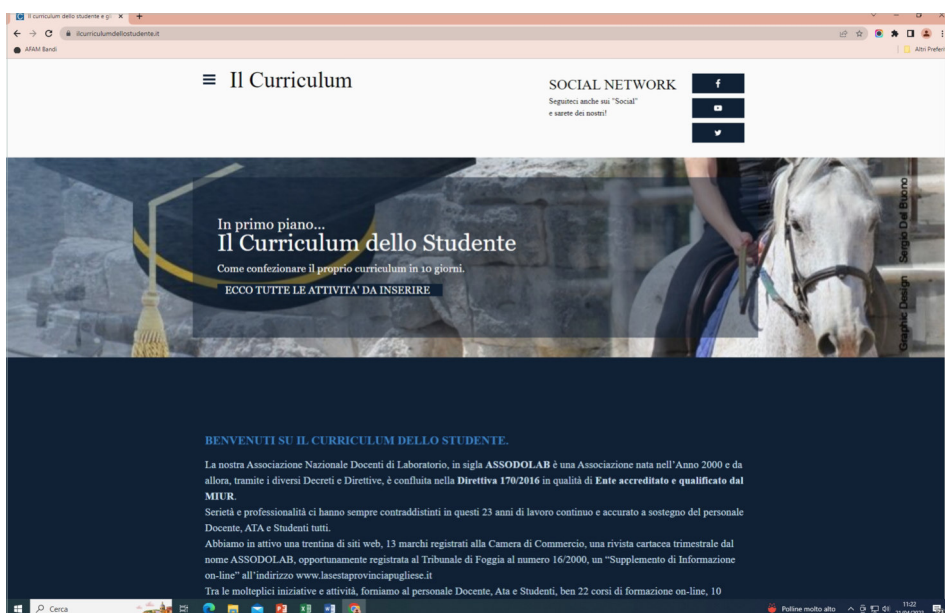 Il curriculum dello studente e gl
ilcurriculumdellostudente.it
AFAM Bandi
Altri Preferi
Il Curriculum
SOCIAL NETWORK
Seguiteci anche sui "Social"
e sarete dei nostri!
In primo piano...
Il Curriculum dello Studente
Come confezionare il proprio curriculum in 10 giorni.
ECCO TUTTE LE ATTIVITA' DA INSERIRE
Graphic Design Sergio Del Buono
BENVENUTI SU IL CURRICULUM DELLO STUDENTE.
La nostra Associazione Nazionale Docenti di Laboratorio, in sigla ASSODOLAB è una Associazione nata nell'Anno 2000 e da
allora, tramite i diversi Decreti e Direttive, è confluita nella Direttiva 170/2016 in qualità di Ente accreditato e qualificato dal
MIUR.
Serietà e professionalità ci hanno sempre contraddistinti in questi 23 anni di lavoro continuo e accurato a sostegno del personale
Docente, ATA e Studenti tutti.
Abbiamo in attivo una trentina di siti web, 13 marchi registrati alla Camera di Commercio, una rivista cartacea trimestrale dal
nome ASSODOLAB, opportunamente registrata al Tribunale di Foggia al numero 16/2000, un "Supplemento di Informazione
on-line" all'indirizzo www.lasestaprovinciapugliese.it
Tra le molteplici iniziative e attività, forniamo al personale Docente, Ata e Studenti, ben 22 corsi di formazione on-line, 10
Cerca
Polline molto alto
11:22